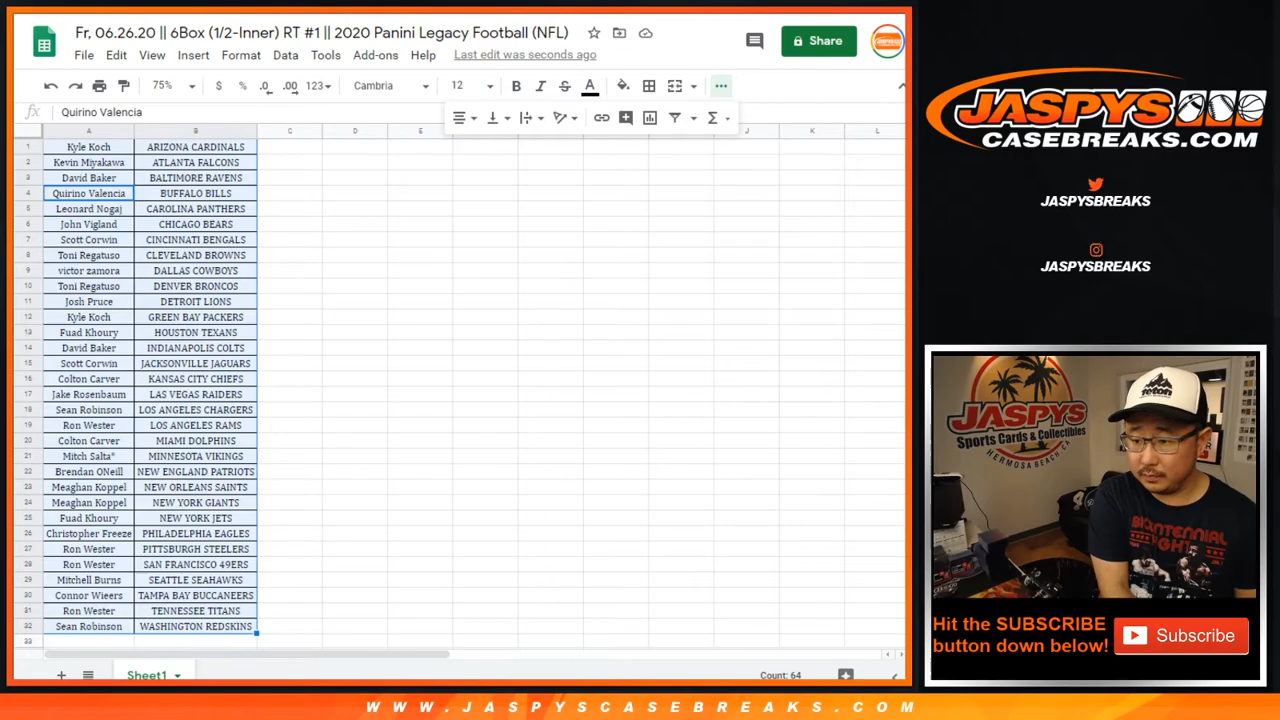 Fr, 06.26.20 || 6Box (1/2-Inner) RT #1 || 2020 Panini Legacy Football (NFL)
File Edit View Insert Format Data Tools Add-ons Help Last edit was seconds ago
Share
75% $ % .0 .00 123 Cambria 12 B I S A
fx Quirino Valencia
A B C D E K L
1 Kyle Koch ARIZONA CARDINALS
2 Kevin Miyakawa ATLANTA FALCONS
3 David Baker BALTIMORE RAVENS
4 Quirino Valencia BUFFALO BILLS
5 Leonard Nogaj CAROLINA PANTHERS
6 John Vigland CHICAGO BEARS
7 Scott Corwin CINCINNATI BENGALS
8 Toni Regatuso CLEVELAND BROWNS
9 victor zamora DALLAS COWBOYS
10 Toni Regatuso DENVER BRONCOS
11 Josh Pruce DETROIT LIONS
12 Kyle Koch GREEN BAY PACKERS
13 Fuad Khoury HOUSTON TEXANS
14 David Baker INDIANAPOLIS COLTS
15 Scott Corwin JACKSONVILLE JAGUARS
16 Colton Carver KANSAS CITY CHIEFS
17 Jake Rosenbaum LAS VEGAS RAIDERS
18 Sean Robinson LOS ANGELES CHARGERS
19 Ron Wester LOS ANGELES RAMS
20 Colton Carver MIAMI DOLPHINS
21 Mitch Salta* MINNESOTA VIKINGS
22 Brendan ONeill NEW ENGLAND PATRIOTS
23 Meaghan Koppel NEW ORLEANS SAINTS
24 Meaghan Koppel NEW YORK GIANTS
25 Fuad Khoury NEW YORK JETS
26 Christopher Freeze PHILADELPHIA EAGLES
27 Ron Wester PITTSBURGH STEELERS
28 Ron Wester SAN FRANCISCO 49ERS
29 Mitchell Burns SEATTLE SEAHAWKS
30 Connor Wieers TAMPA BAY BUCCANEERS
31 Ron Wester TENNESSEE TITANS
32 Sean Robinson WASHINGTON REDSKINS
33
Sheet1 Count: 64
JASPYS
CASEBREAKS.COM
JASPYSBREAKS
JASPYSBREAKS
JASPYS
Sports Cards & Collectibles
HERMOSA BEACH CA
teton
BICENTENNIAL
Hit the SUBSCRIBE
button down below!
Subscribe
WWW.JASPYSCASEBREAKS.COM